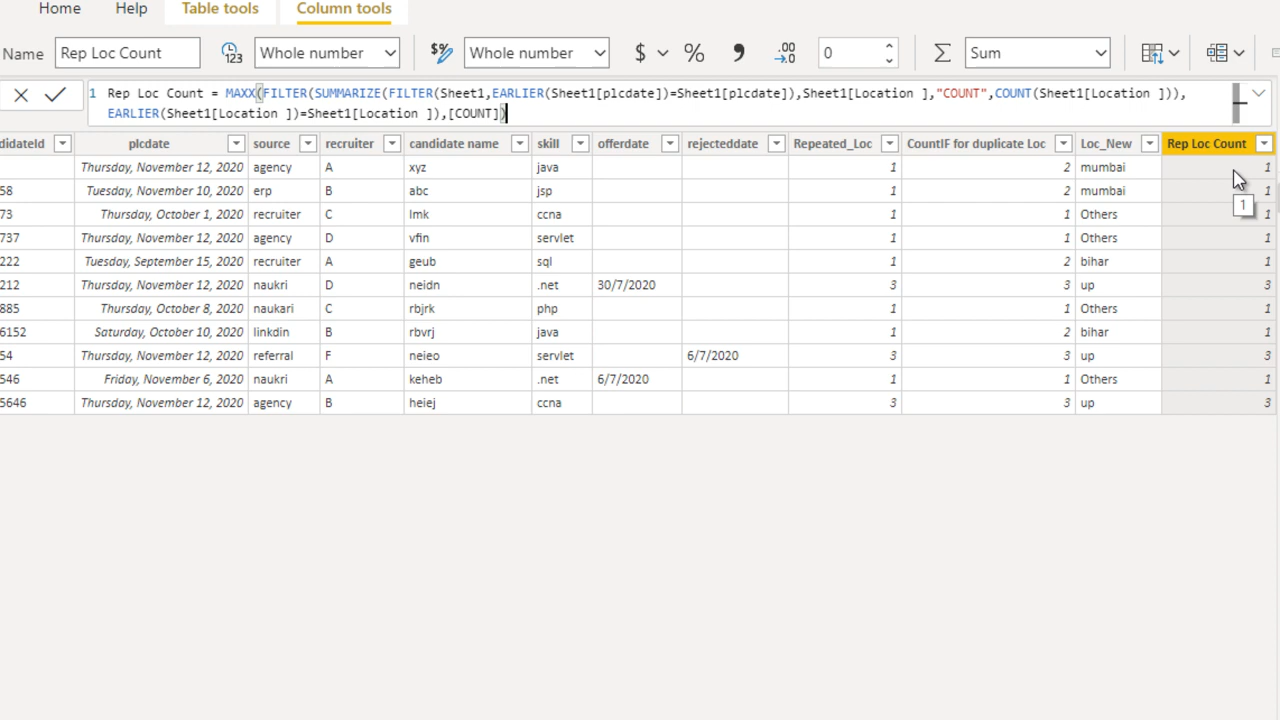 Home Help Table tools Column tools
Name Rep Loc Count 123 Whole number $% Whole number $ % , .00 0 Σ Sum
1 Rep Loc Count = MAXX(FILTER(SUMMARIZE(FILTER(Sheet1,EARLIER(Sheet1[plcdate])=Sheet1[plcdate]),Sheet1[Location ],"COUNT",COUNT(Sheet1[Location ])),
EARLIER(Sheet1[Location ])=Sheet1[Location ]),[COUNT])
didateId plcdate source recruiter candidate name skill offerdate rejecteddate Repeated_Loc CountIF for duplicate Loc Loc_New Rep Loc Count
Thursday, November 12, 2020 agency A xyz java 1 2 mumbai 1
58 Tuesday, November 10, 2020 erp B abc jsp 1 2 mumbai 1
1
73 Thursday, October 1, 2020 recruiter C lmk ccna 1 1 Others 1
737 Thursday, November 12, 2020 agency D vfin servlet 1 1 Others 1
222 Tuesday, September 15, 2020 recruiter A geub sql 1 2 bihar 1
212 Thursday, November 12, 2020 naukri D neidn .net 30/7/2020 3 3 up 3
885 Thursday, October 8, 2020 naukari C rbjrk php 1 1 Others 1
6152 Saturday, October 10, 2020 linkdin B rbvrj java 1 2 bihar 1
54 Thursday, November 12, 2020 referral F neieo servlet 6/7/2020 3 3 up 3
546 Friday, November 6, 2020 naukri A keheb .net 6/7/2020 1 1 Others 1
5646 Thursday, November 12, 2020 agency B heiej ccna 3 3 up 3